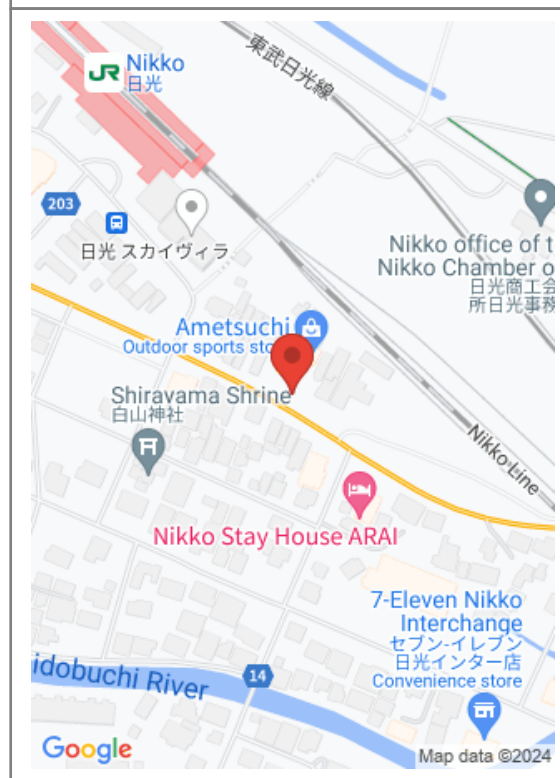 JR
Nikko
日光
東武日光線
203
日光 スカイヴィラ
Nikko office of t
Nikko Chamber o
日光商工会
所日光事務
Ametsuchi
Outdoor sports sto
Shirayama Shrine
白山神社
Nikko Line
Nikko Stay House ARAI
7-Eleven Nikko
Interchange
セブン-イレブン
日光インター店
Convenience store
idobuchi River
14
Google
Map data ©2024